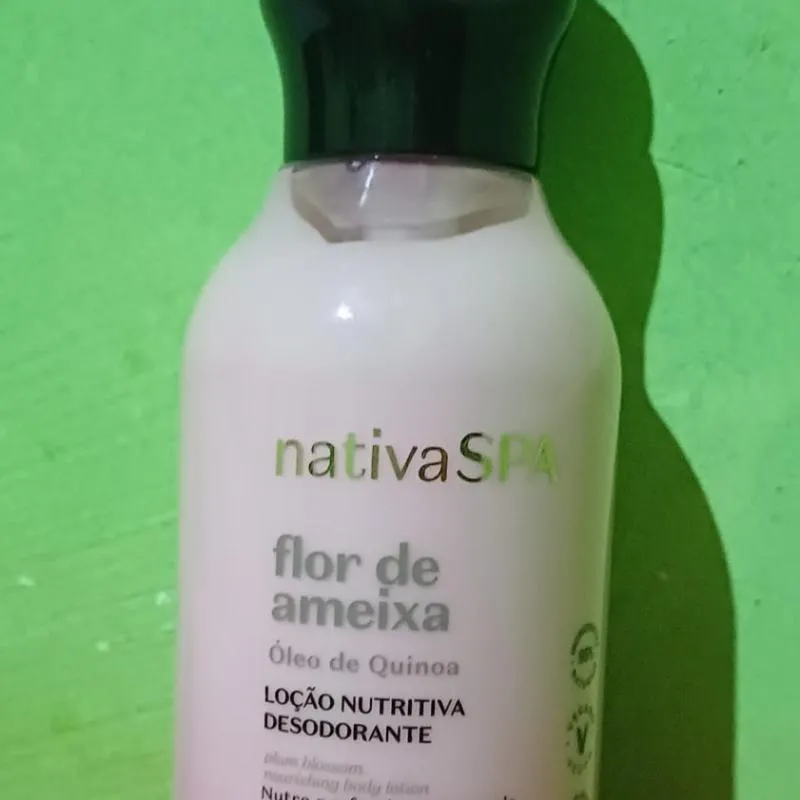 nativaSPA
flor de
ameixa
Óleo de Quinoa
LOÇÃO NUTRITIVA
DESODORANTE
plum blossom
nourishing body lotion